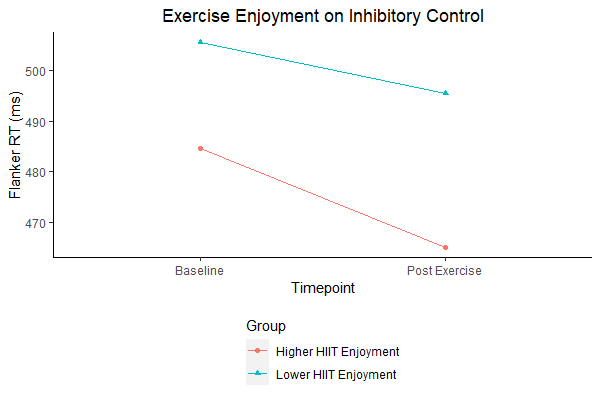 Exercise Enjoyment on Inhibitory Control
Flanker RT (ms)
500
490
480
470
Baseline
Post Exercise
Timepoint
Group
Higher HIIT Enjoyment
Lower HIIT Enjoyment